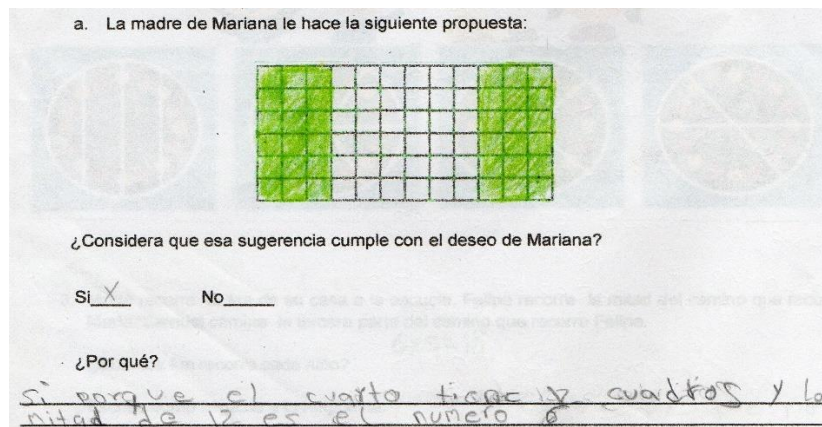 a. La madre de Mariana le hace la siguiente propuesta:
¿Considera que esa sugerencia cumple con el deseo de Mariana?
Si X No
¿Por qué?
Si porque el cuarto tiene 12 cuadros y la
mitad de 12 es el numero 6